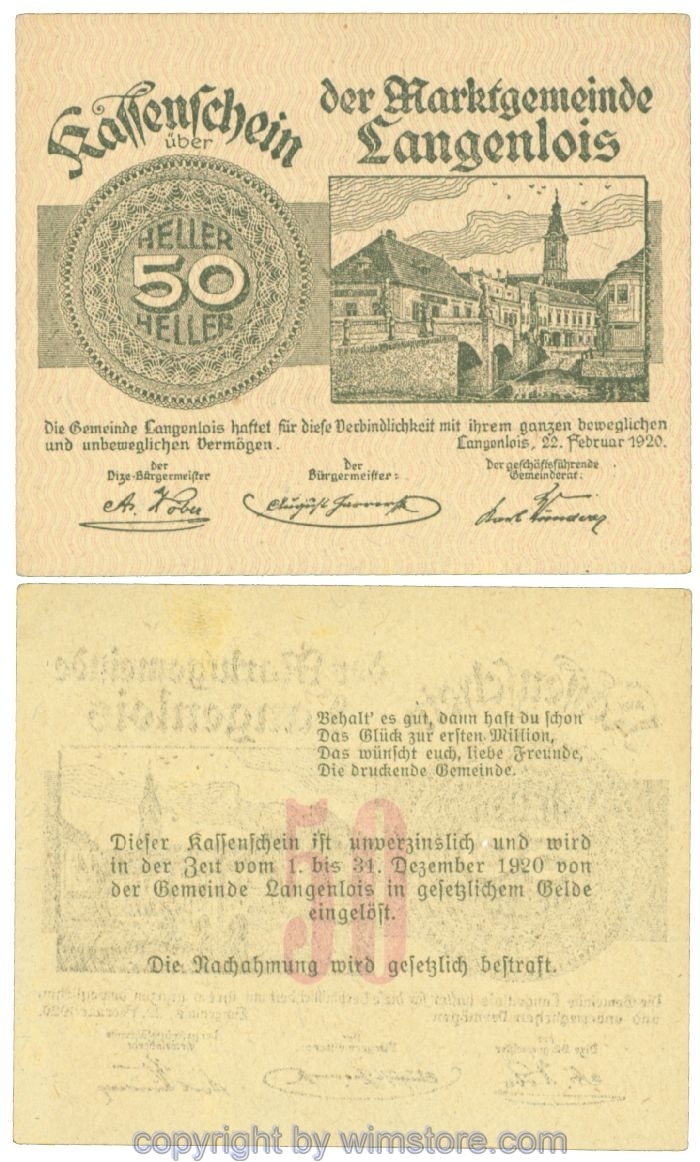 Kassenschein
über
der Marktgemeinde
Langenlois
HELLER
50
HELLER
Die Gemeinde Langenlois haftet für diese Verbindlichkeit mit ihrem ganzen beweglichen
und unbeweglichen Vermögen. Langenlois, 22. Februar 1920.
der
Vize-Bürgermeister
der
Bürgermeister:
Der geschäftsführende
Gemeinderat:
August
Karl
Behalt' es gut, dann hast du schon
Das Glück zur ersten Million,
Das wünscht euch, liebe Freunde,
Die druckende Gemeinde.
50
Dieser Kassenschein ist unverzinslich und wird
in der Zeit vom 1. bis 31. Dezember 1920 von
der Gemeinde Langenlois in gesetzlichem Gelde
eingelöst.
Die Nachahmung wird gesetzlich bestraft.
copyright by wimstore.com